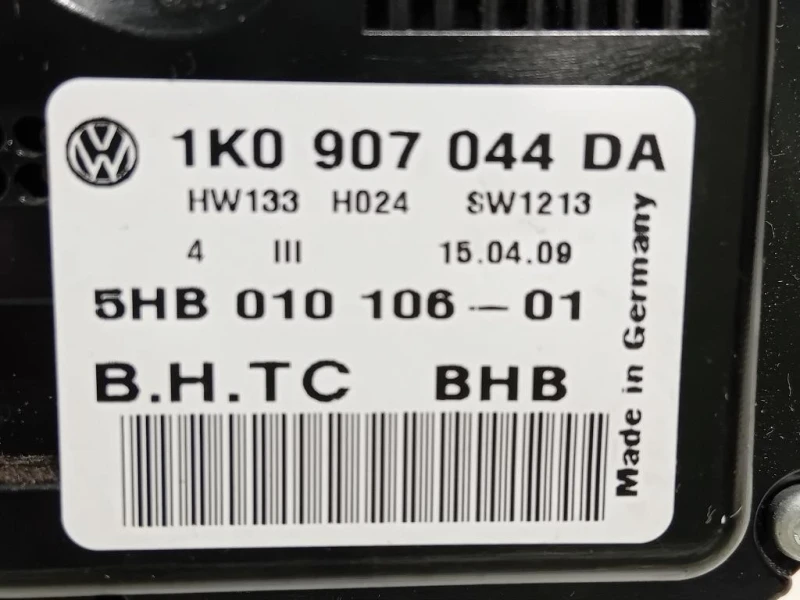 1K0 907 044 DA
HW133 H024 SW1213
4 III 15.04.09
5HB 010 106-01
B.H.TC BHB
Made in Germany